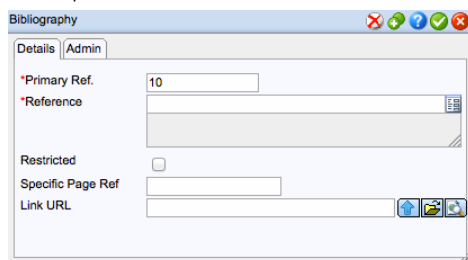 Bibliography
Details Admin
*Primary Ref. 10
*Reference
Restricted
Specific Page Ref
Link URL